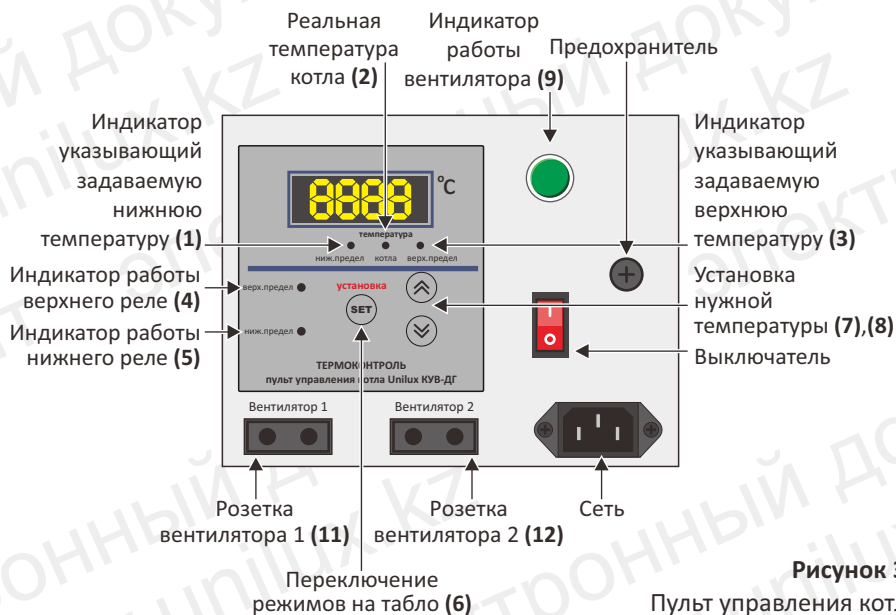 Реальная
температура
котла (2)
Индикатор
работы
вентилятора (9)
Предохранитель
Индикатор
указывающий
задаваемую
нижнюю
температуру (1)
Индикатор работы
верхнего реле (4)
Индикатор работы
нижнего реле (5)
8888 °C
температура
ниж.предел котла верх.предел
верх.предел
установка
SET
ниж.предел
ТЕРМОКОНТРОЛЬ
пульт управления котла Unilux КУВ-ДГ
Вентилятор 1
Вентилятор 2
Индикатор
указывающий
задаваемую
верхнюю
температуру (3)
Установка
нужной
температуры (7),(8)
Выключатель
Розетка
вентилятора 1 (11)
Розетка
вентилятора 2 (12)
Сеть
Переключение
режимов на табло (6)
Рисунок
Пульт управления
unilux.kz